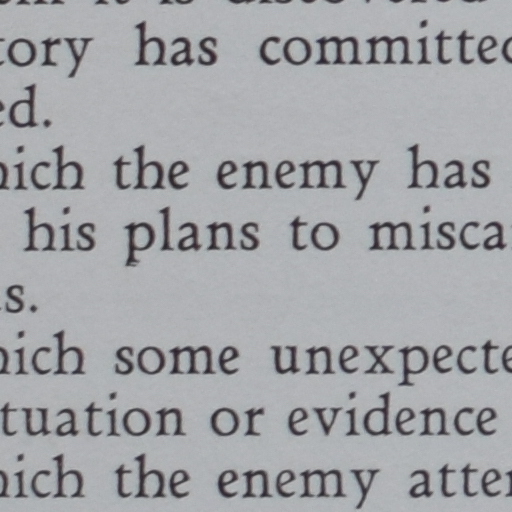 it is discovered
tory has committed
ed.
hich the enemy has
his plans to misca
s.
hich some unexpecte
tuation or evidence
hich the enemy atte